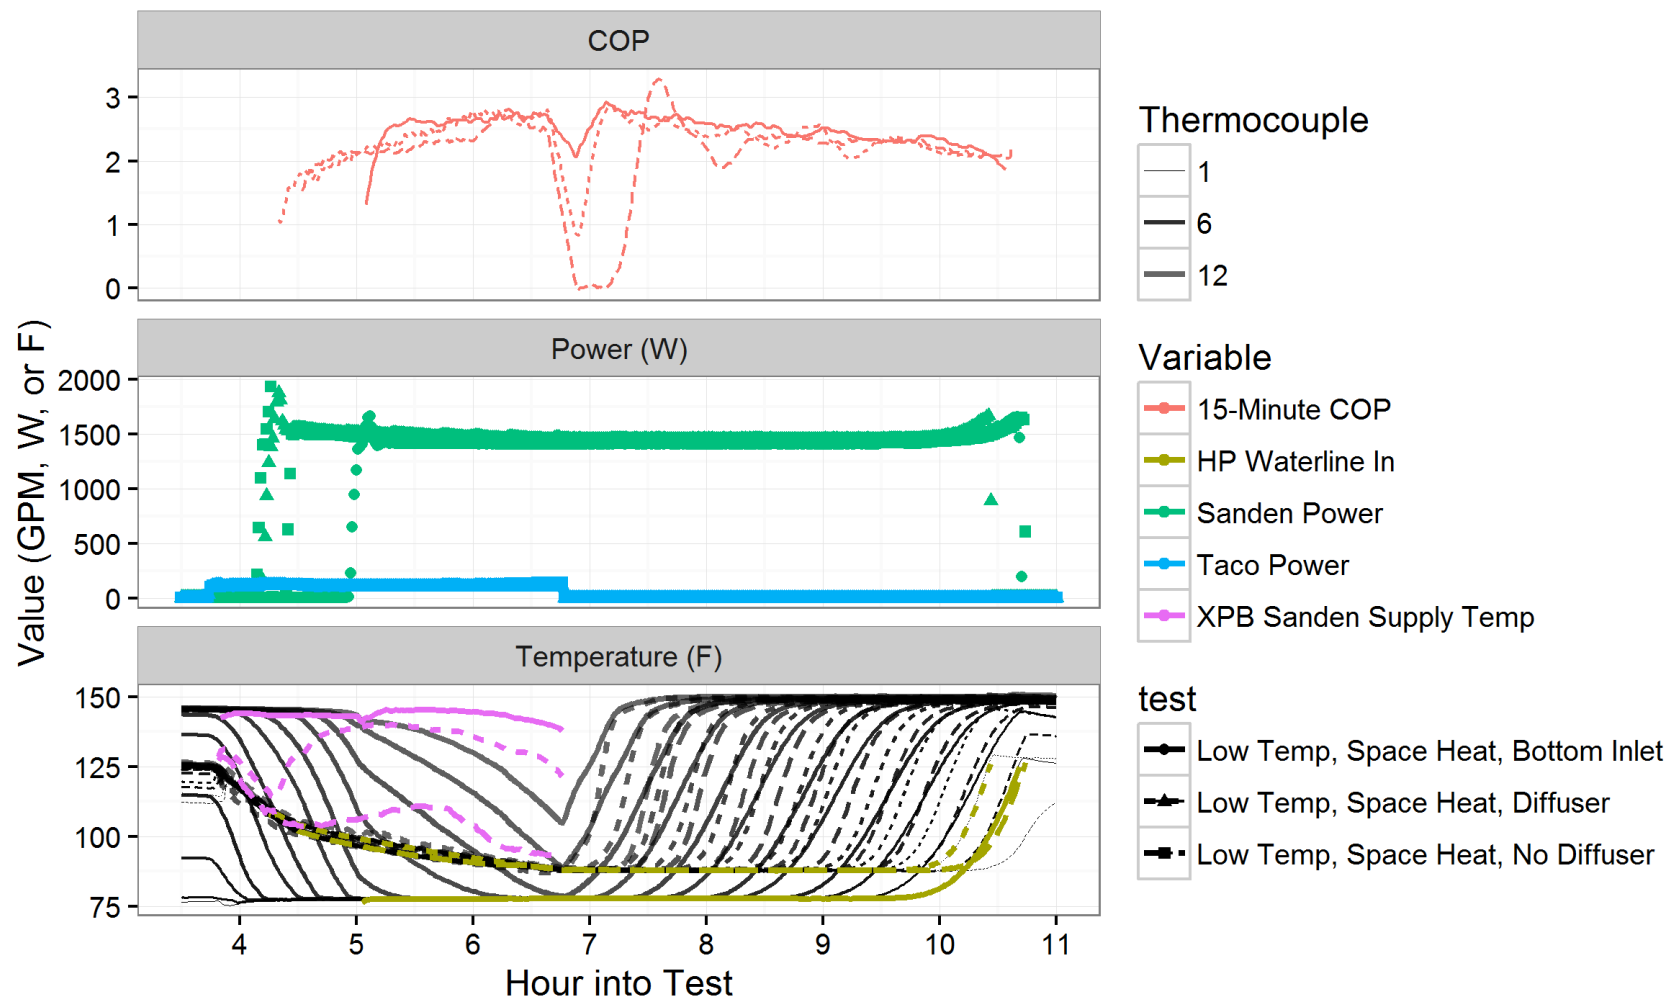 COP
3
2
1
0
Power (W)
2000
1500
1000
500
0
Temperature (F)
150
125
100
75
4 5 6 7 8 9 10 11
Hour into Test
Value (GPM, W, or F)
Thermocouple
1
6
12
Variable
15-Minute COP
HP Waterline In
Sanden Power
Taco Power
XPB Sanden Supply Temp
test
Low Temp, Space Heat, Bottom Inlet
Low Temp, Space Heat, Diffuser
Low Temp, Space Heat, No Diffuser